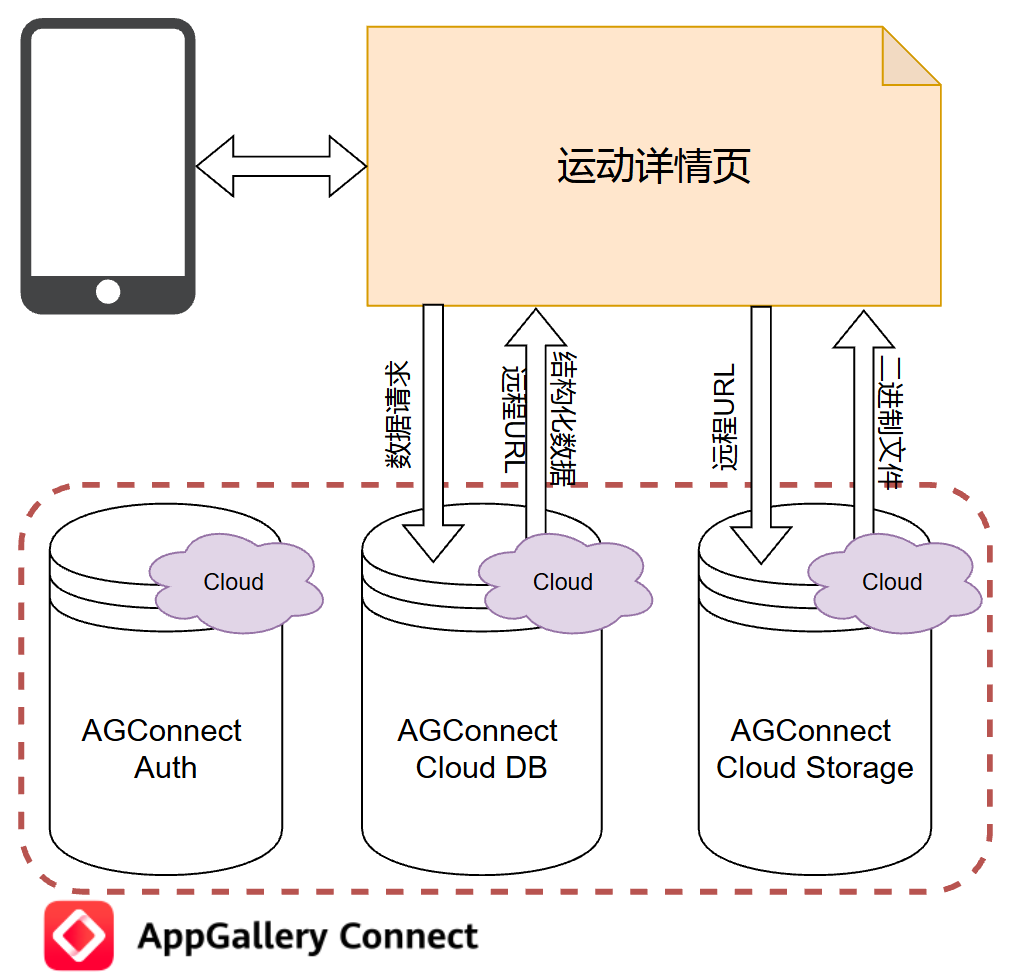 运动详情页
数据请求
远程URL
结构化数据
远程URL
二进制文件
Cloud
Cloud
Cloud
AGConnect
Auth
AGConnect
Cloud DB
AGConnect
Cloud Storage
AppGallery Connect